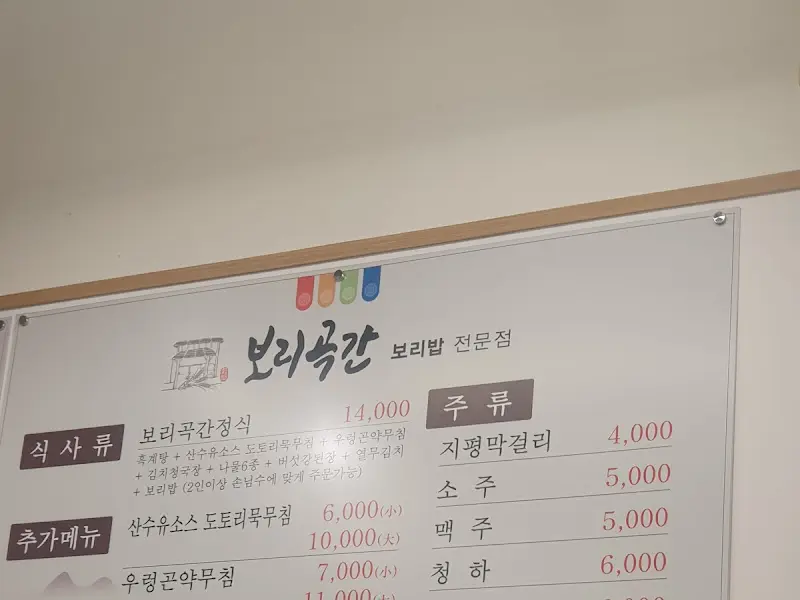 보리곡간 보리밥 전문점
식사류
보리곡간정식 14,000
흑계탕 + 산수유소스 도토리묵무침 + 우렁곤약무침
+ 김치청국장 + 나물6종 + 버섯강된장 + 열무김치
+ 보리밥 (2인이상 손님수에 맞게 주문가능)
추가메뉴
산수유소스 도토리묵무침 6,000(小)
10,000(大)
우렁곤약무침 7,000(小)
11,000(大)
주류
지평막걸리 4,000
소주 5,000
맥주 5,000
청하 6,000